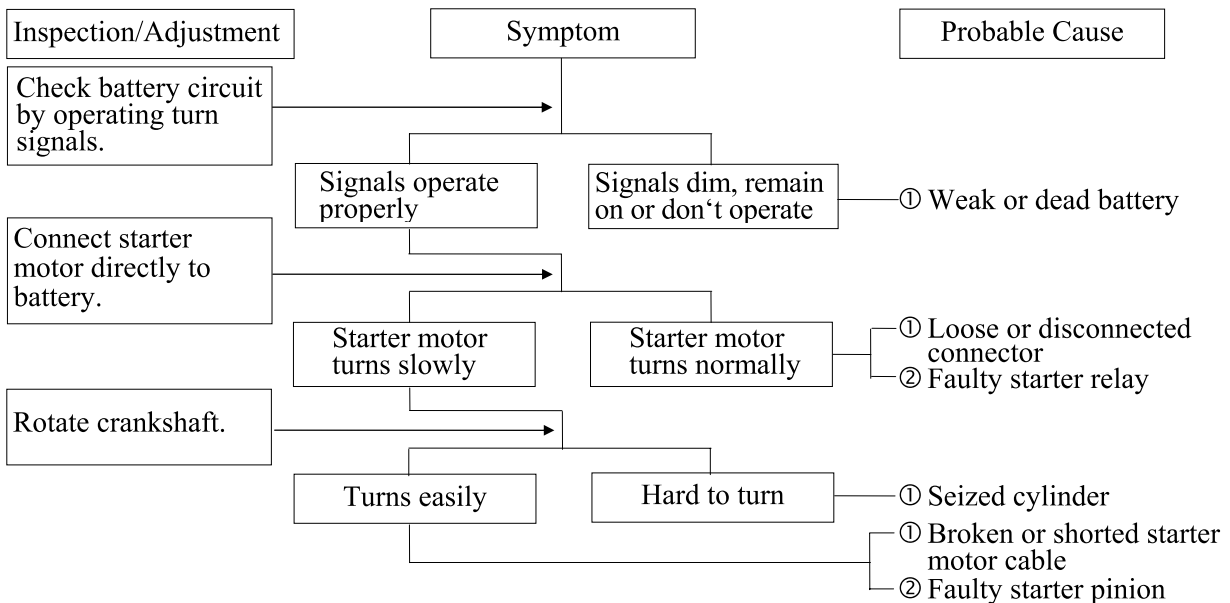 Inspection/Adjustment
Symptom
Probable Cause
Check battery circuit
by operating turn
signals.
Signals operate
properly
Signals dim, remain
on or don‘t operate
① Weak or dead battery
Connect starter
motor directly to
battery.
Starter motor
turns slowly
Starter motor
turns normally
① Loose or disconnected
connector
② Faulty starter relay
Rotate crankshaft.
Turns easily
Hard to turn
① Seized cylinder
① Broken or shorted starter
motor cable
② Faulty starter pinion